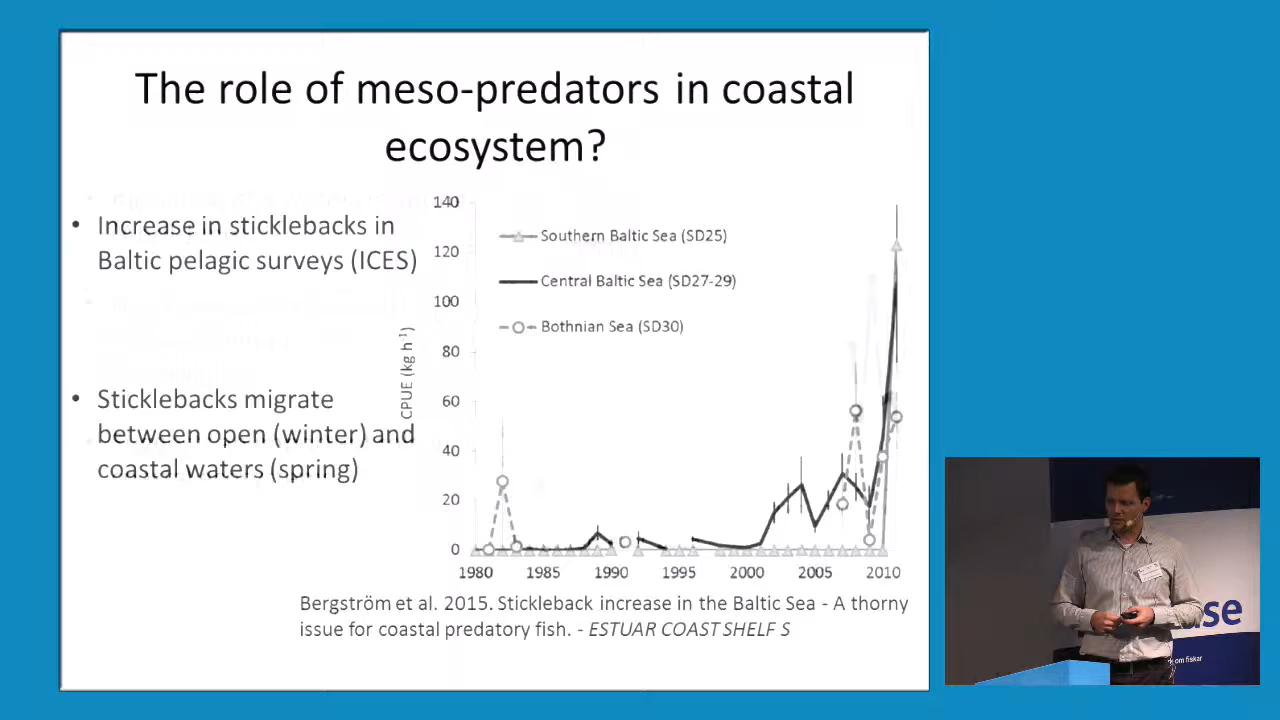 The role of meso-predators in coastal
ecosystem?
• Increase in sticklebacks in
Baltic pelagic surveys (ICES)
• Sticklebacks migrate
between open (winter) and
coastal waters (spring)
CPUE (kg h⁻¹)
140
120
100
80
60
40
20
0
Southern Baltic Sea (SD25)
Central Baltic Sea (SD27-29)
Bothnian Sea (SD30)
1980 1985 1990 1995 2000 2005 2010
Bergström et al. 2015. Stickleback increase in the Baltic Sea - A thorny
issue for coastal predatory fish. - ESTUAR COAST SHELF S
om fiskar